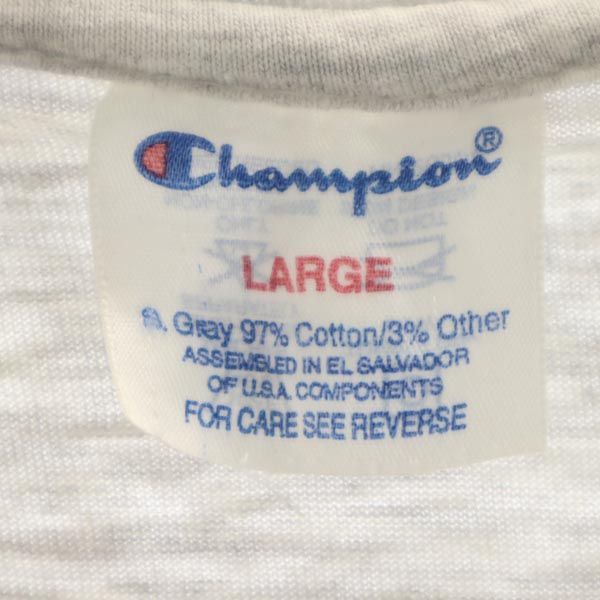 Champion®
LARGE
a. Gray 97% Cotton/3% Other
ASSEMBLED IN EL SALVADOR
OF U.S.A. COMPONENTS
FOR CARE SEE REVERSE